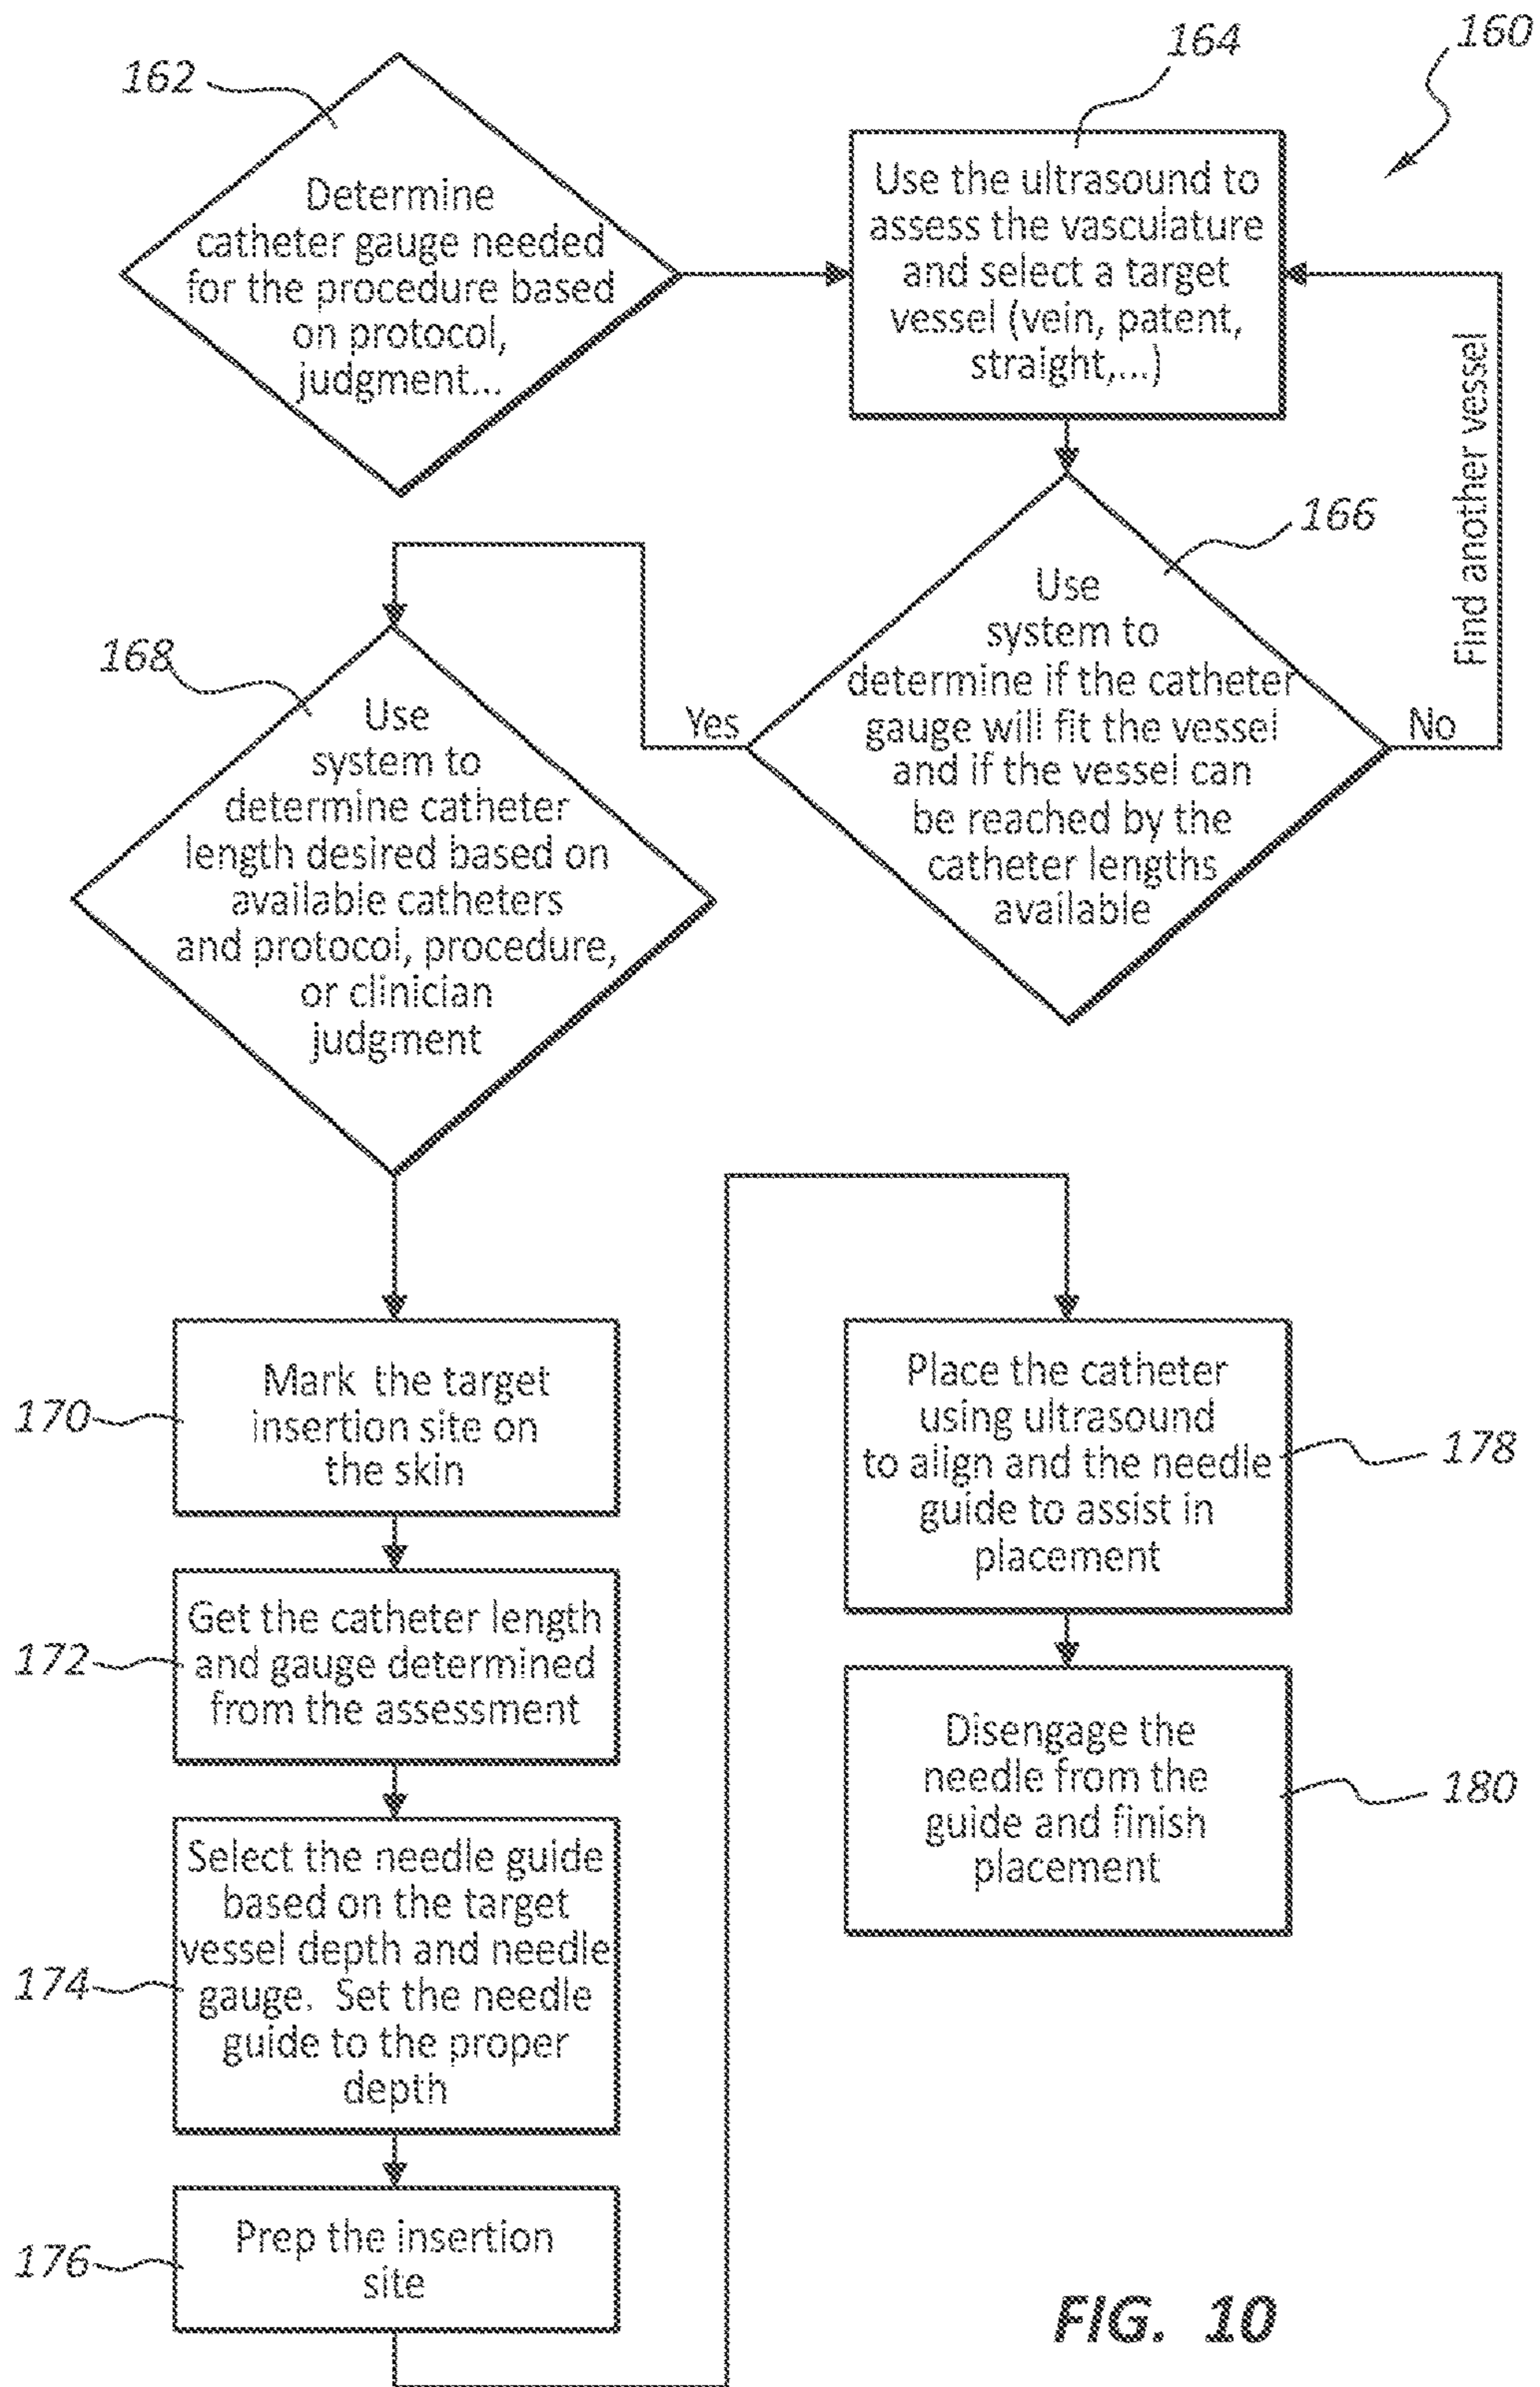 160
162
Determine
catheter gauge needed
for the procedure based
on protocol,
judgment...
164
Use the ultrasound to
assess the vasculature
and select a target
vessel (vein, patent,
straight,...)
166
Use
system to
determine if the catheter
gauge will fit the vessel
and if the vessel can
be reached by the
catheter lengths
available
No
Find another vessel
Yes
168
Use
system to
determine catheter
length desired based on
available catheters
and protocol, procedure,
or clinician
judgment
170
Mark the target
insertion site on
the skin
172
Get the catheter length
and gauge determined
from the assessment
174
Select the needle guide
based on the target
vessel depth and needle
gauge. Set the needle
guide to the proper
depth
176
Prep the insertion
site
178
Place the catheter
using ultrasound
to align and the needle
guide to assist in
placement
180
Disengage the
needle from the
guide and finish
placement
FIG. 10